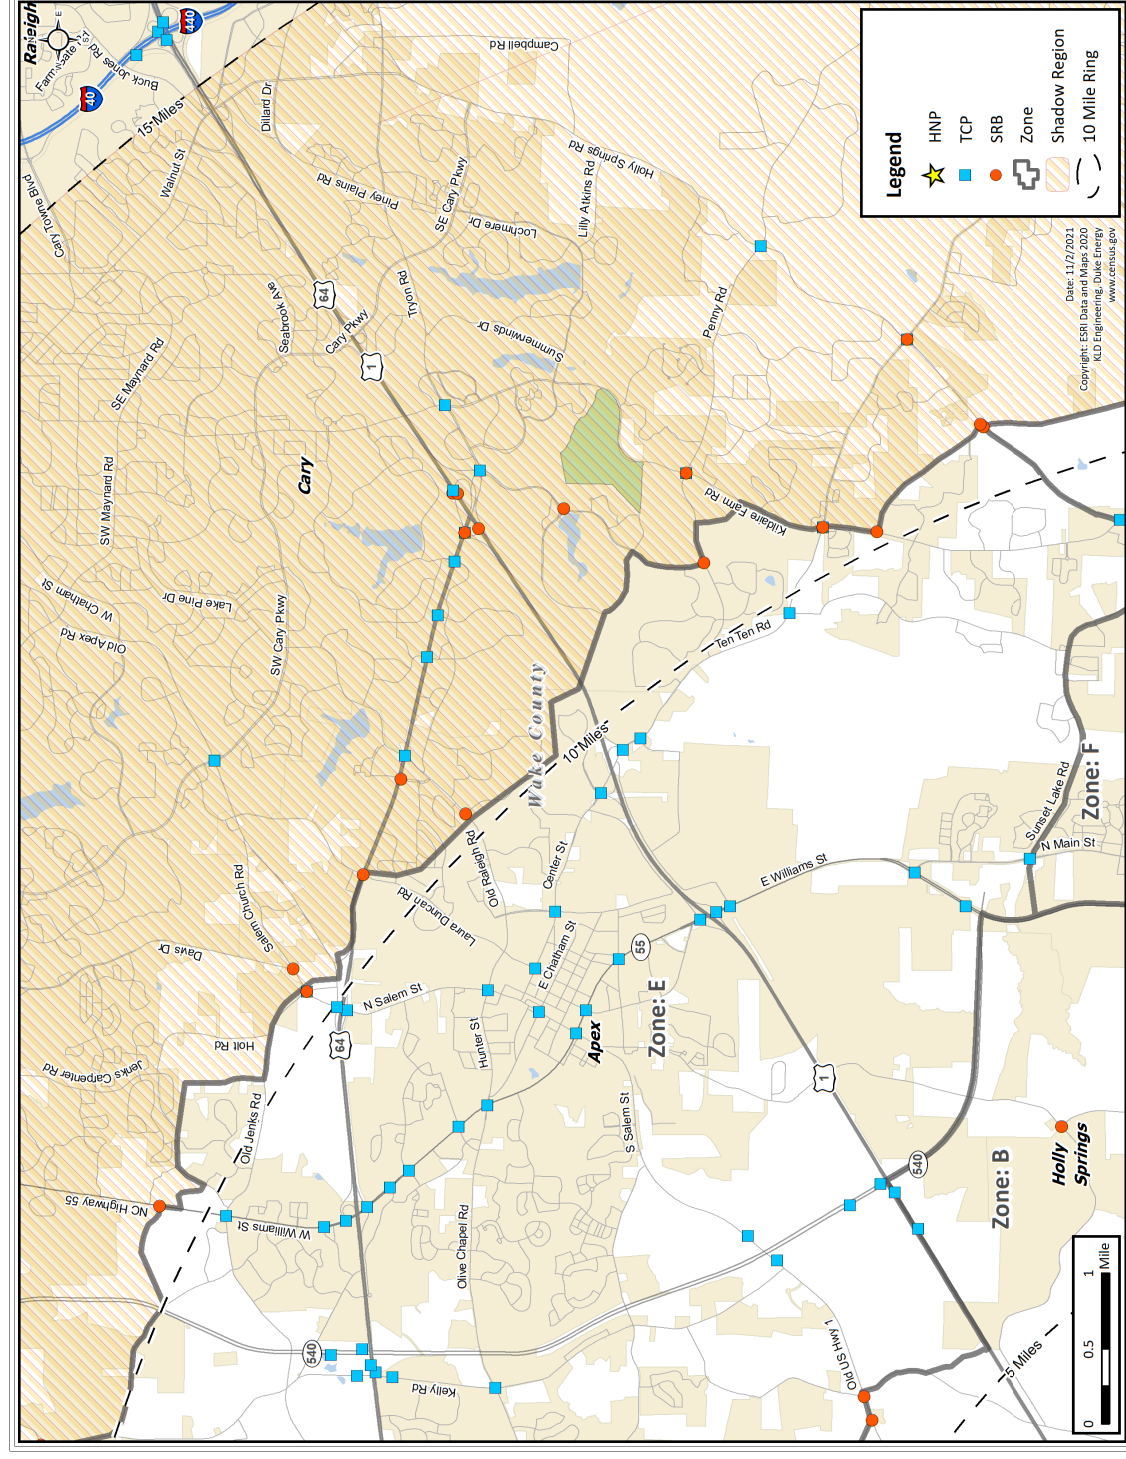 Raleigh
N
E
S
W
440
40
Buck Jones Rd
15 Miles
Cary Towne Blvd
Walnut St
Dillard Dr
Campbell Rd
Piney Plains Rd
SE Cary Pkwy
Lochmere Dr
Lilly Atkins Rd
Holly Springs Rd
SE Maynard Rd
Seabrook Ave
64
Cary Pkwy
Tryon Rd
1
Summerwinds Dr
Penny Rd
SW Maynard Rd
Cary
W Chatham St
Lake Pine Dr
Old Apex Rd
SW Cary Pkwy
Kildaire Farm Rd
Ten Ten Rd
Wake County
10 Miles
Old Raleigh Rd
Center St
Laura Duncan Rd
Salem Church Rd
Davis Dr
N Salem St
E Chatham St
55
E Williams St
Sunset Lake Rd
N Main St
Zone: F
Holt Rd
64
Jenks Carpenter Rd
Old Jenks Rd
Hunter St
Apex
Zone: E
S Salem St
1
540
Zone: B
Holly
Springs
NC Highway 55
W Williams St
Olive Chapel Rd
540
Kelly Rd
Old US Hwy 1
5 Miles
0
0.5
1
Mile
Legend
HNP
TCP
SRB
Zone
Shadow Region
10 Mile Ring
Date: 11/2/2021
Copyright: ESRI Data and Maps 2020
KLD Engineering, Duke Energy
www.census.gov